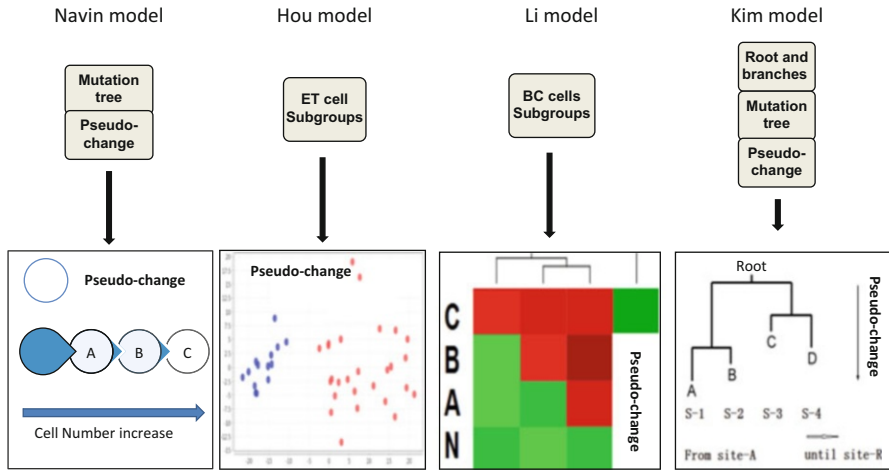 Navin model
Hou model
Li model
Kim model
Mutation
tree
Pseudo-
change
ET cell
Subgroups
BC cells
Subgroups
Root and
branches
Mutation
tree
Pseudo-
change
Pseudo-change
A
B
C
Cell Number increase
Pseudo-change
C
B
A
N
Pseudo-change
Root
C
D
B
A
Pseudo-change
S-1 S-2 S-3 S-4
From site-A until site-R